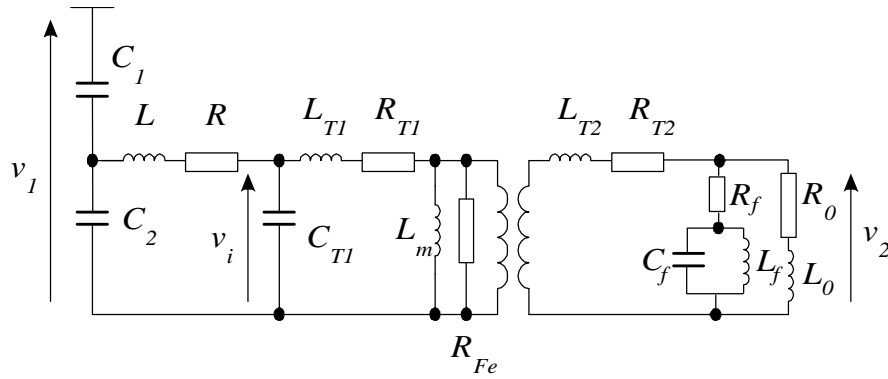 C1
L R LT1 RT1 LT2 RT2
v1
C2 vi CT1 Lm Rf R0
Cf Lf L0 v2
RFe